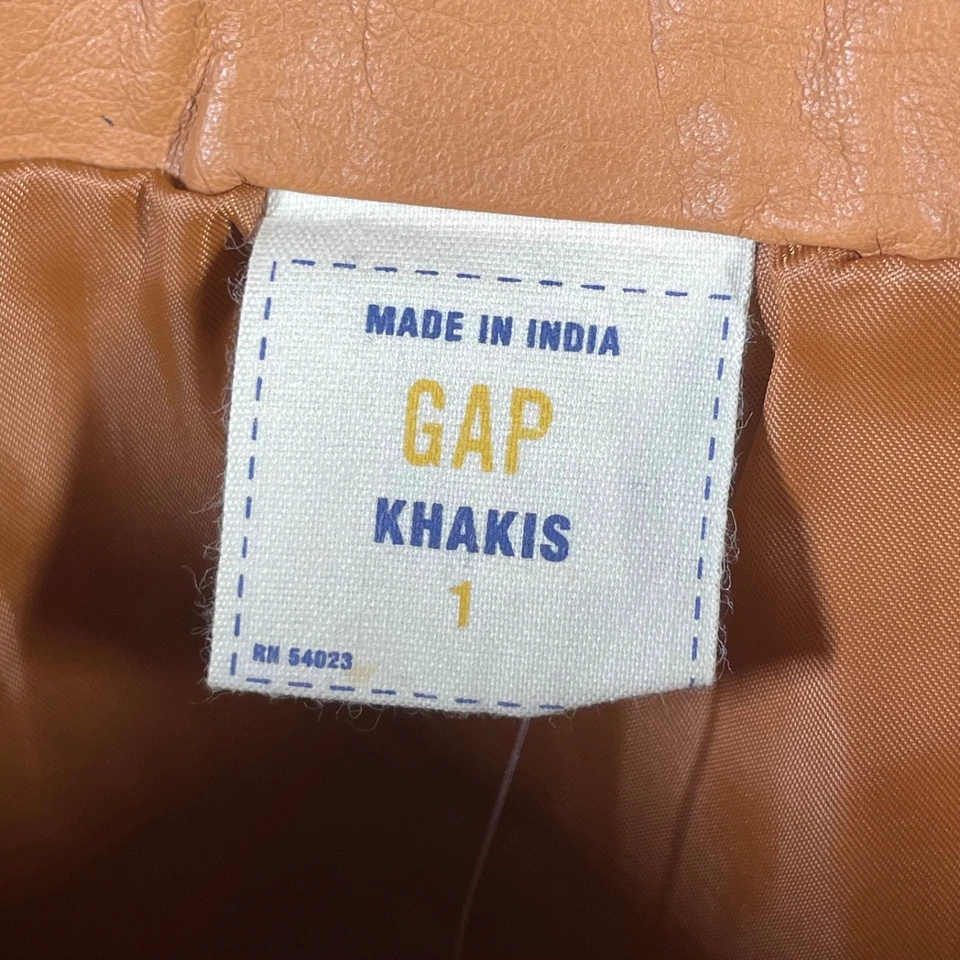 MADE IN INDIA
GAP
KHAKIS
1
RN 54023